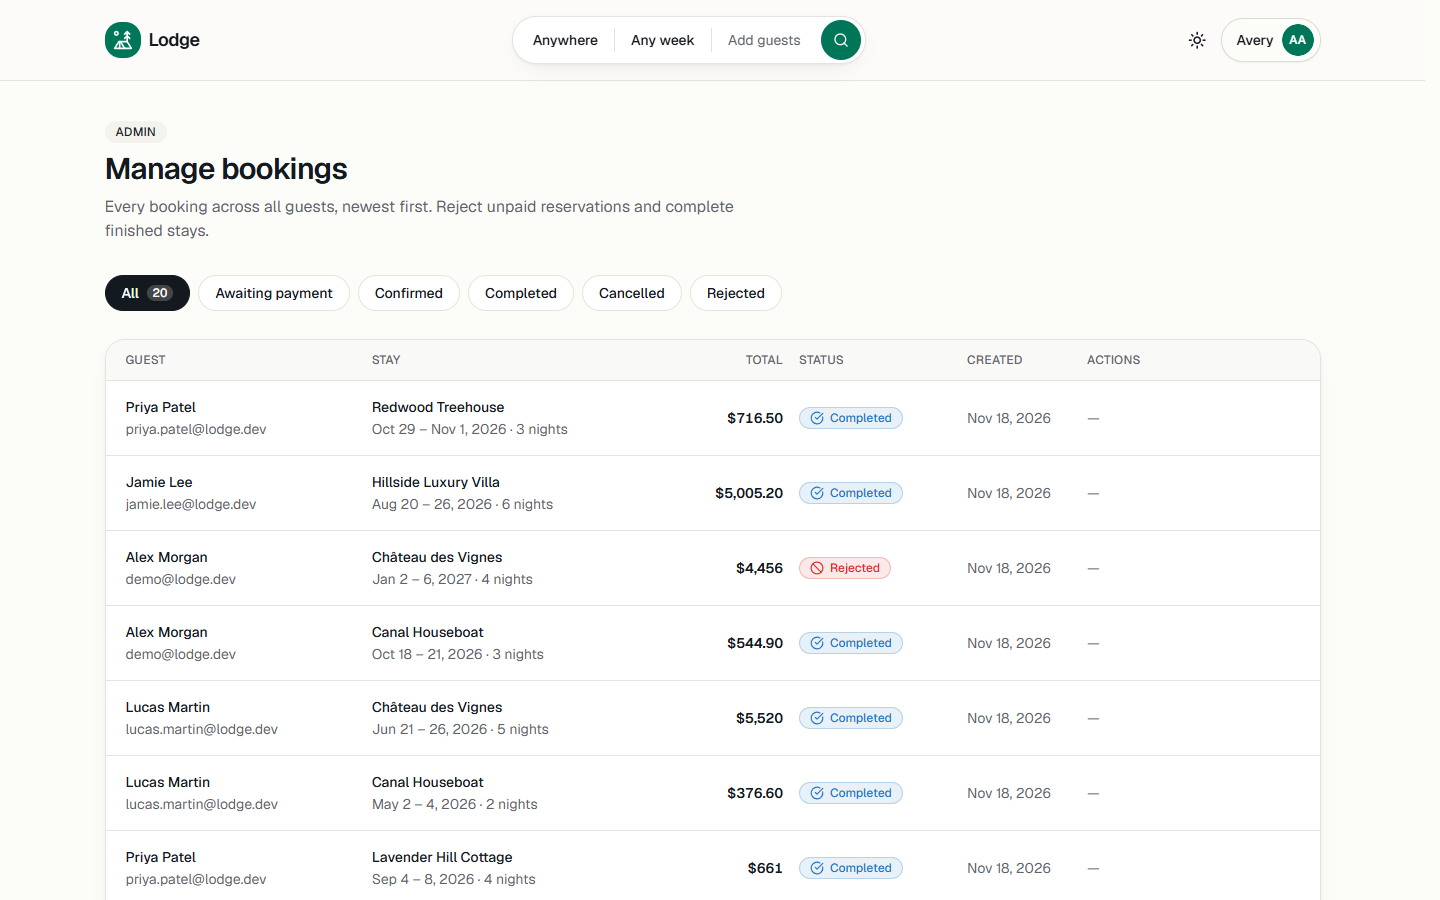 Lodge
Anywhere
Any week
Add guests
Avery
AA
ADMIN
Manage bookings
Every booking across all guests, newest first. Reject unpaid reservations and complete
finished stays.
All 20
Awaiting payment
Confirmed
Completed
Cancelled
Rejected
GUEST STAY TOTAL STATUS CREATED ACTIONS
Priya Patel
priya.patel@lodge.dev
Redwood Treehouse
Oct 29 – Nov 1, 2026 · 3 nights
$716.50
Completed
Nov 18, 2026
—
Jamie Lee
jamie.lee@lodge.dev
Hillside Luxury Villa
Aug 20 – 26, 2026 · 6 nights
$5,005.20
Completed
Nov 18, 2026
—
Alex Morgan
demo@lodge.dev
Château des Vignes
Jan 2 – 6, 2027 · 4 nights
$4,456
Rejected
Nov 18, 2026
—
Alex Morgan
demo@lodge.dev
Canal Houseboat
Oct 18 – 21, 2026 · 3 nights
$544.90
Completed
Nov 18, 2026
—
Lucas Martin
lucas.martin@lodge.dev
Château des Vignes
Jun 21 – 26, 2026 · 5 nights
$5,520
Completed
Nov 18, 2026
—
Lucas Martin
lucas.martin@lodge.dev
Canal Houseboat
May 2 – 4, 2026 · 2 nights
$376.60
Completed
Nov 18, 2026
—
Priya Patel
priya.patel@lodge.dev
Lavender Hill Cottage
Sep 4 – 8, 2026 · 4 nights
$661
Completed
Nov 18, 2026
—